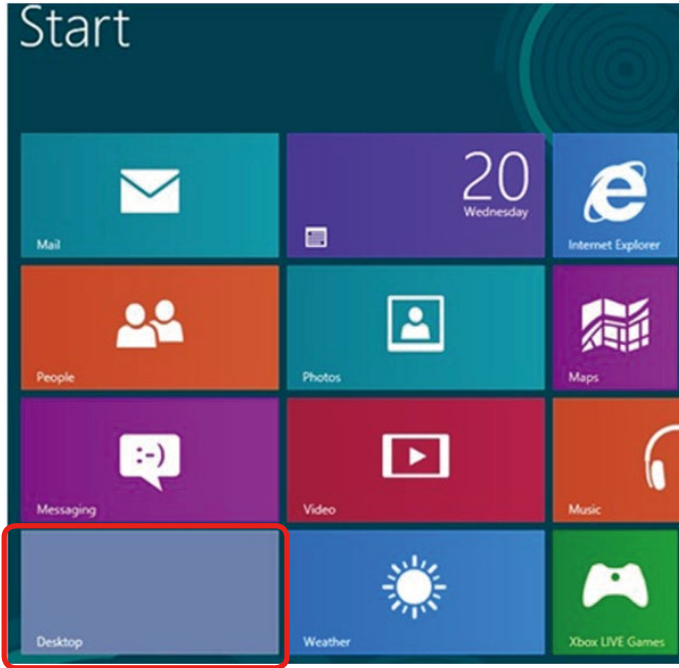 Start
Mail
20
Wednesday
Internet Explorer
People
Photos
Maps
:-)
Messaging
Video
Music
Desktop
Weather
Xbox LIVE Games